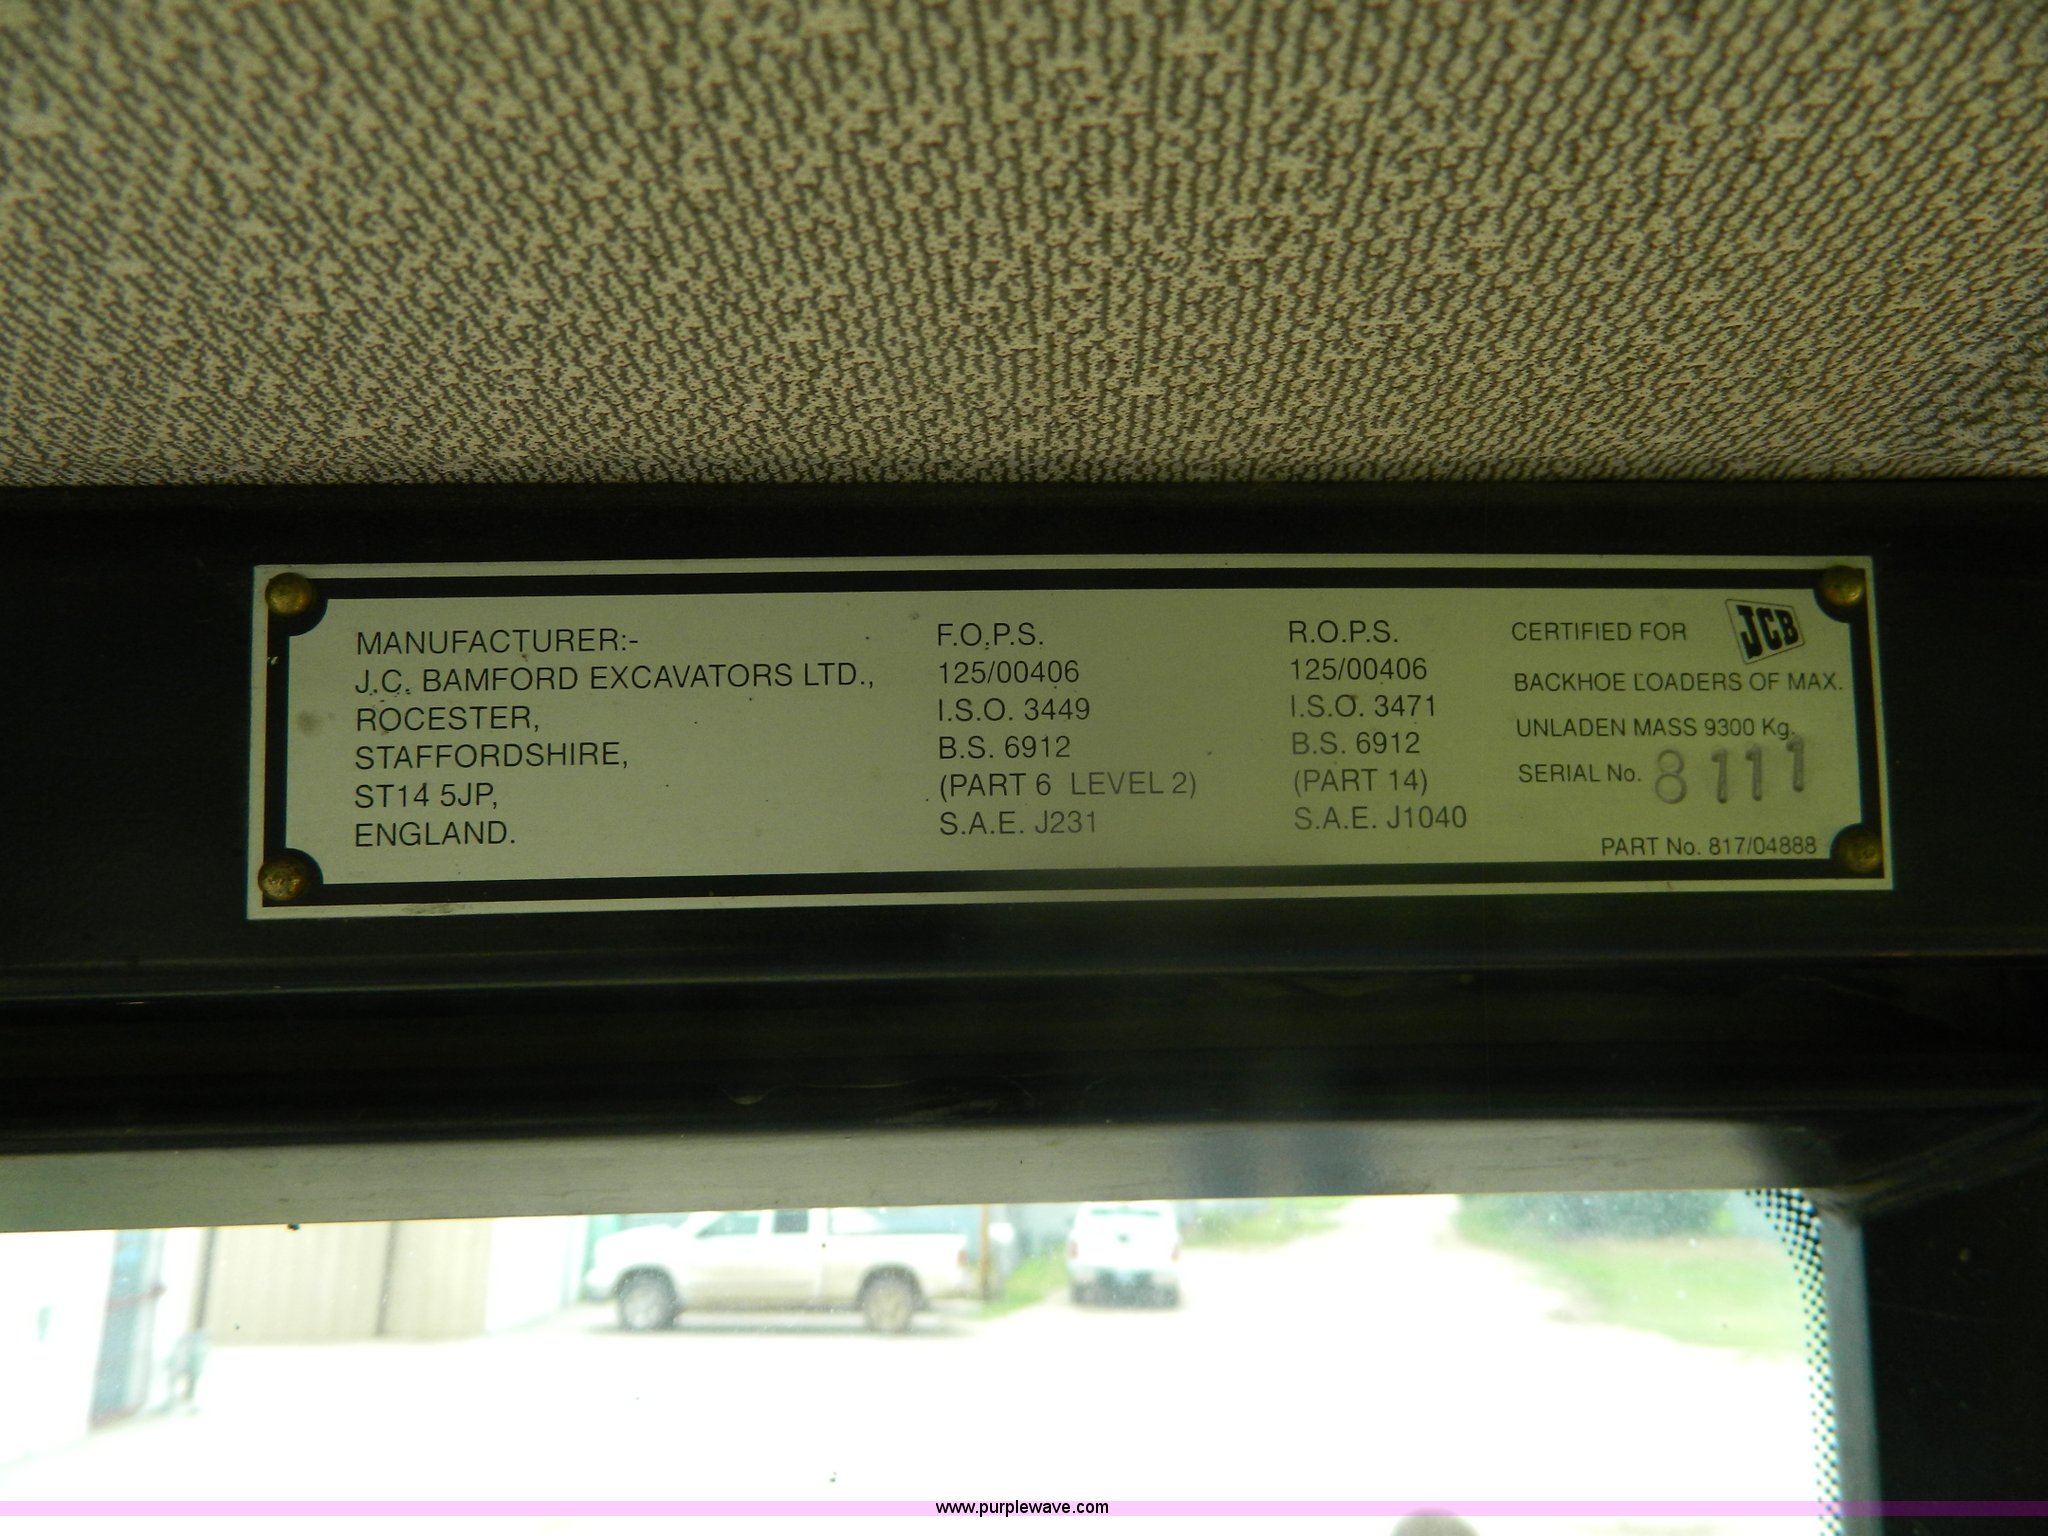 MANUFACTURER:-
J.C. BAMFORD EXCAVATORS LTD.,
ROCESTER,
STAFFORDSHIRE,
ST14 5JP,
ENGLAND.
F.O.P.S.
125/00406
I.S.O. 3449
B.S. 6912
(PART 6 LEVEL 2)
S.A.E. J231
R.O.P.S.
125/00406
I.S.O. 3471
B.S. 6912
(PART 14)
S.A.E. J1040
CERTIFIED FOR JCB
BACKHOE LOADERS OF MAX.
UNLADEN MASS 9300 Kg.
SERIAL No. 8111
PART No. 817/04888
www.purplewave.com